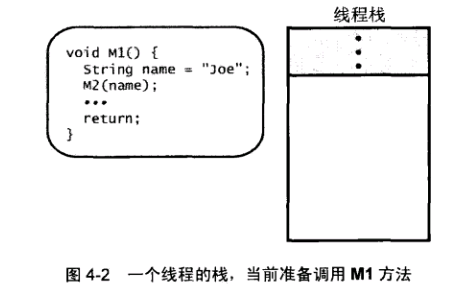 线程栈
void M1() {
String name = "Joe";
M2(name);
•••
return;
}
图 4-2 一个线程的栈，当前准备调用 M1 方法